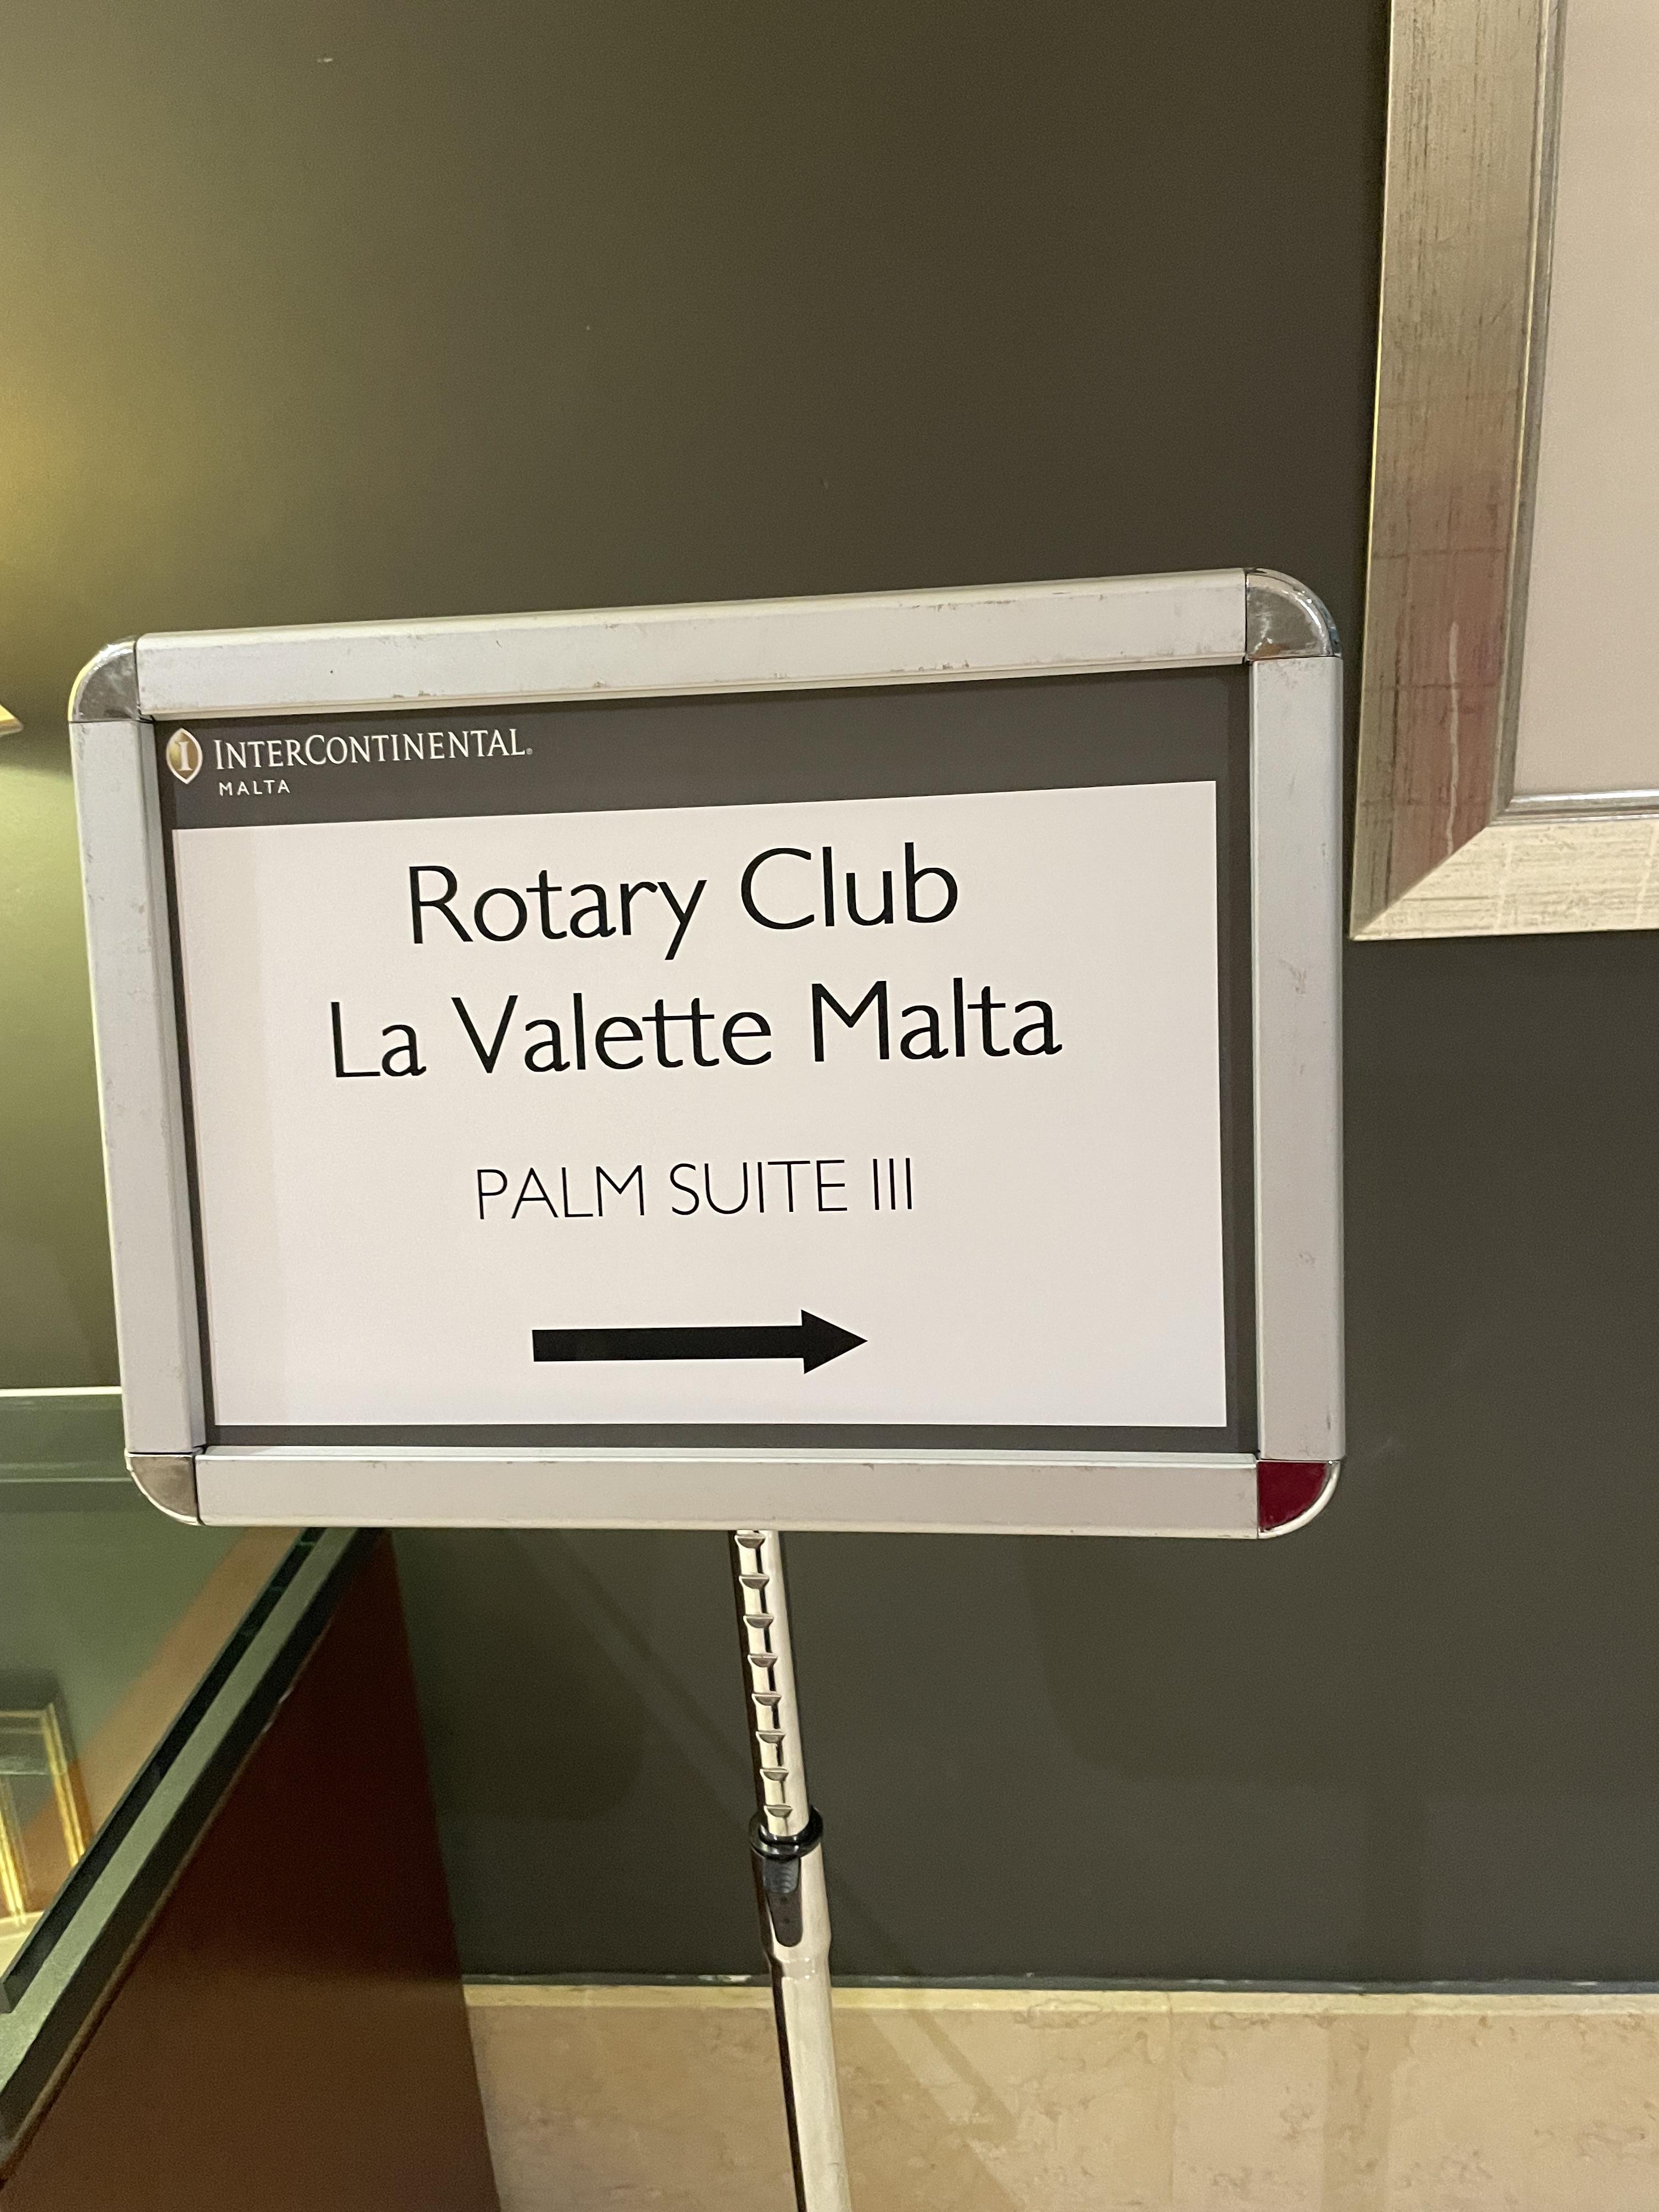 INTERCONTINENTAL®
MALTA
Rotary Club
La Valette Malta
PALM SUITE III